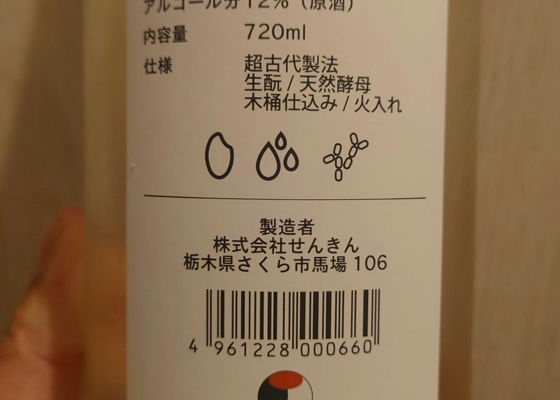 アルコール分 12%（原酒）
内容量 720ml
仕様 超古代製法
生酛 / 天然酵母
木桶仕込み / 火入れ
製造者
株式会社せんきん
栃木県さくら市馬場 106
4 961228 000660